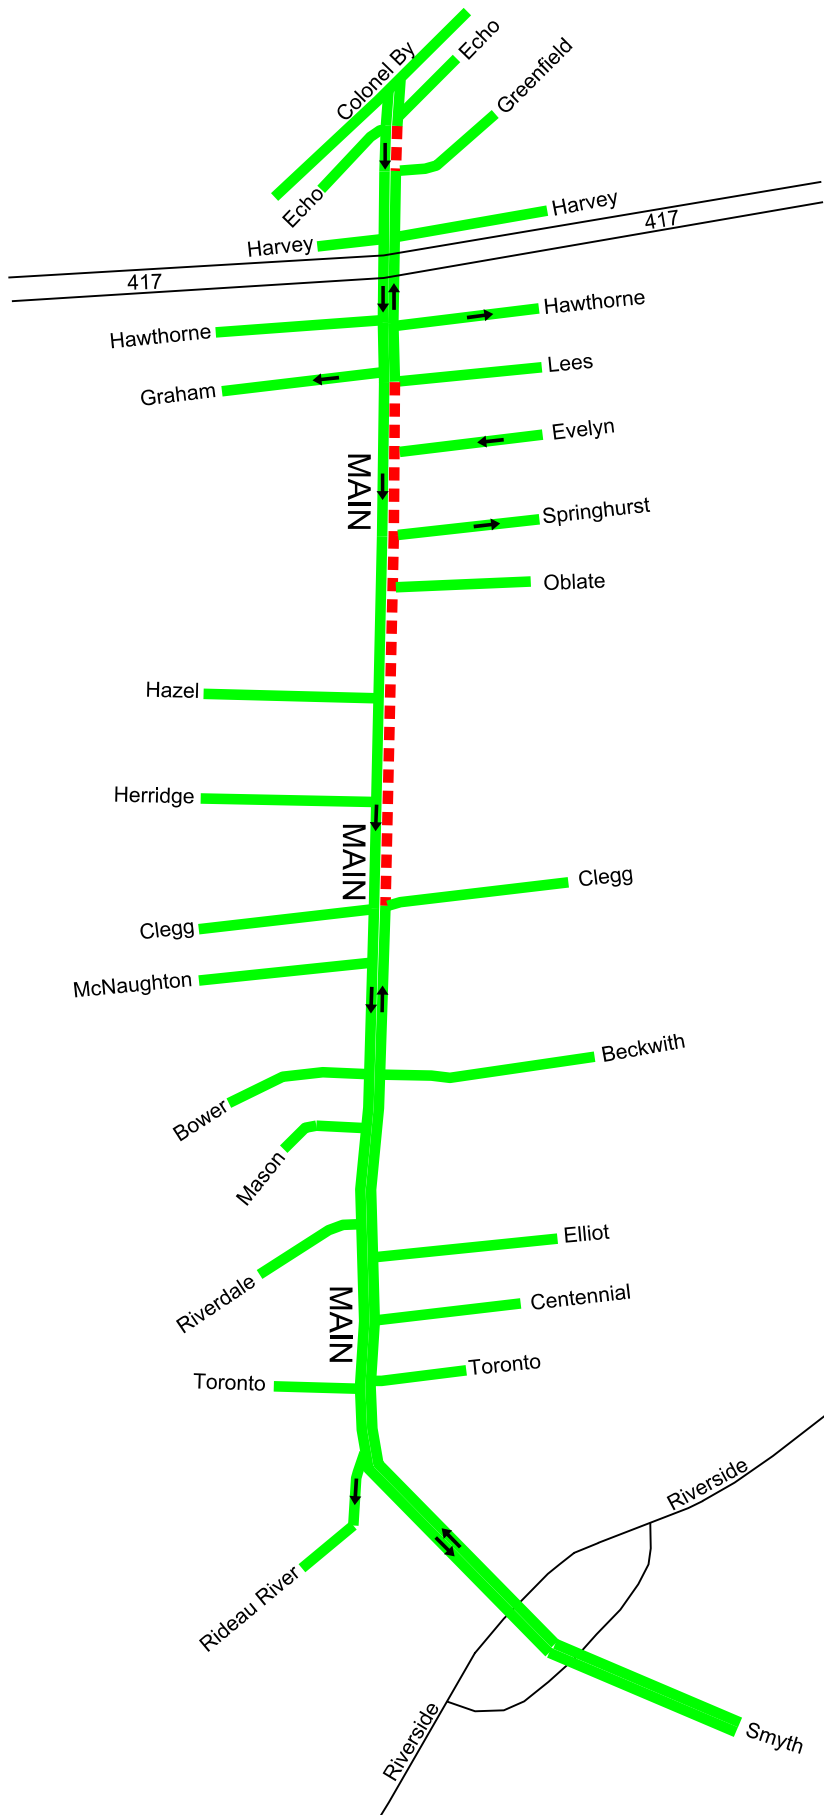 Colonel By
Echo
Greenfield
Echo
Harvey
Harvey
417
417
Hawthorne
Hawthorne
Lees
Graham
Evelyn
MAIN
Springhurst
Oblate
Hazel
Herridge
MAIN
Clegg
Clegg
McNaughton
Beckwith
Bower
Mason
Elliot
Riverdale
Centennial
MAIN
Toronto
Toronto
Riverside
Rideau River
Riverside
Smyth